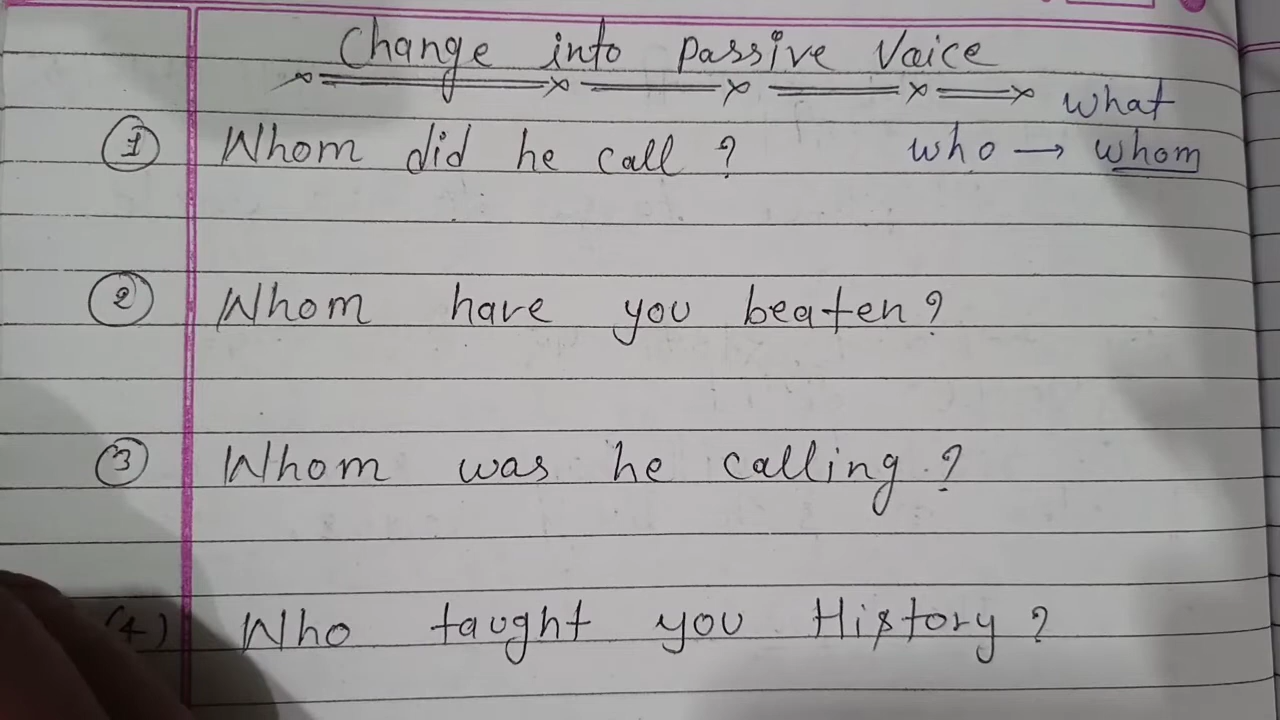 Change into Passive Vaice
what
① Whom did he call ? who → whom
② Whom have you beaten?
③ Whom was he calling ?
(4) Who taught you History ?